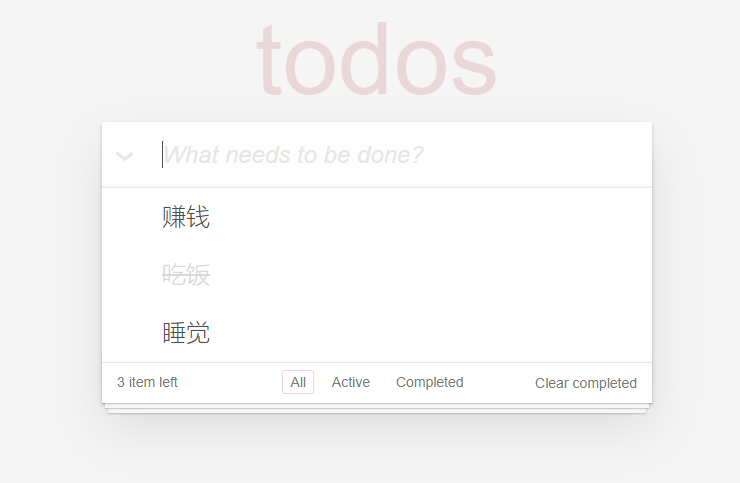 todos
What needs to be done?
赚钱
吃饭
睡觉
3 item left All Active Completed Clear completed